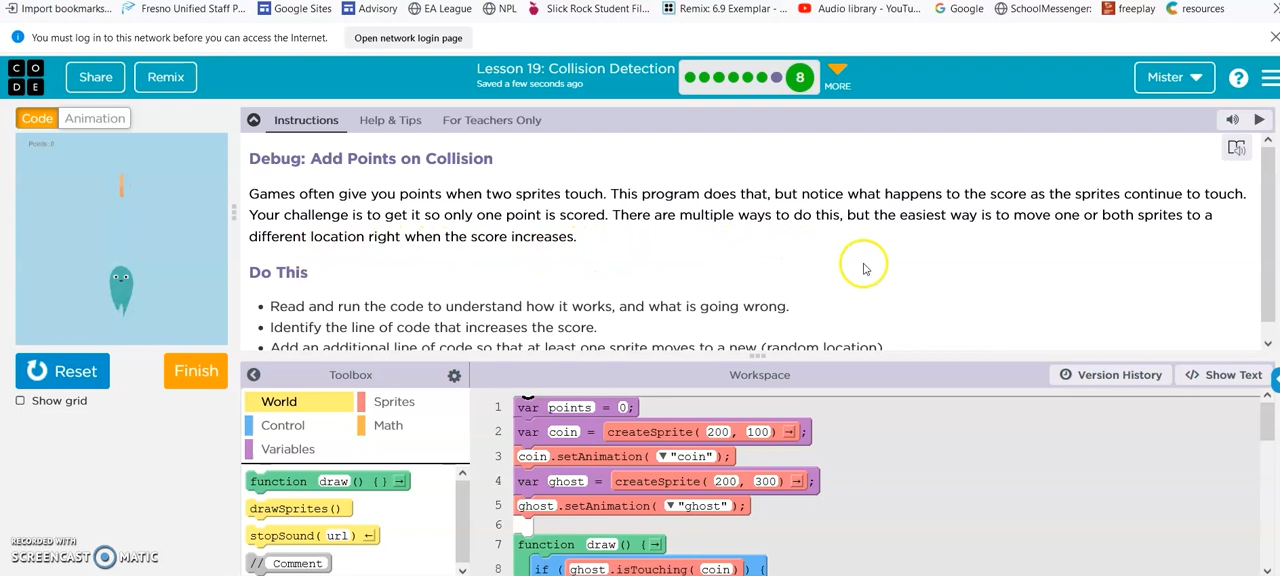 Import bookmarks... Fresno Unified Staff P... Google Sites Advisory EA League NPL Slick Rock Student Fil... Remix: 6.9 Exemplar - ... Audio library - YouTu... Google SchoolMessenger: freeplay resources
You must log in to this network before you can access the Internet. Open network login page
CODE Share Remix Lesson 19: Collision Detection 8 MORE Mister ?
Saved a few seconds ago
Code Animation Instructions Help & Tips For Teachers Only
Points: 0
Debug: Add Points on Collision
Games often give you points when two sprites touch. This program does that, but notice what happens to the score as the sprites continue to touch.
Your challenge is to get it so only one point is scored. There are multiple ways to do this, but the easiest way is to move one or both sprites to a
different location right when the score increases.
Do This
• Read and run the code to understand how it works, and what is going wrong.
• Identify the line of code that increases the score.
• Add an additional line of code so that at least one sprite moves to a new (random location)
Reset Finish
Show grid
Toolbox Workspace Version History </> Show Text
World Sprites
Control Math
Variables
function draw() { }
drawSprites()
stopSound( url )
// Comment
1 var points = 0;
2 var coin = createSprite( 200, 100) ;
3 coin.setAnimation( "coin");
4 var ghost = createSprite( 200, 300) ;
5 ghost.setAnimation( "ghost");
6
7 function draw() {
8 if ( ghost.isTouching( coin) ) {
RECORDED WITH
SCREENCAST MATIC